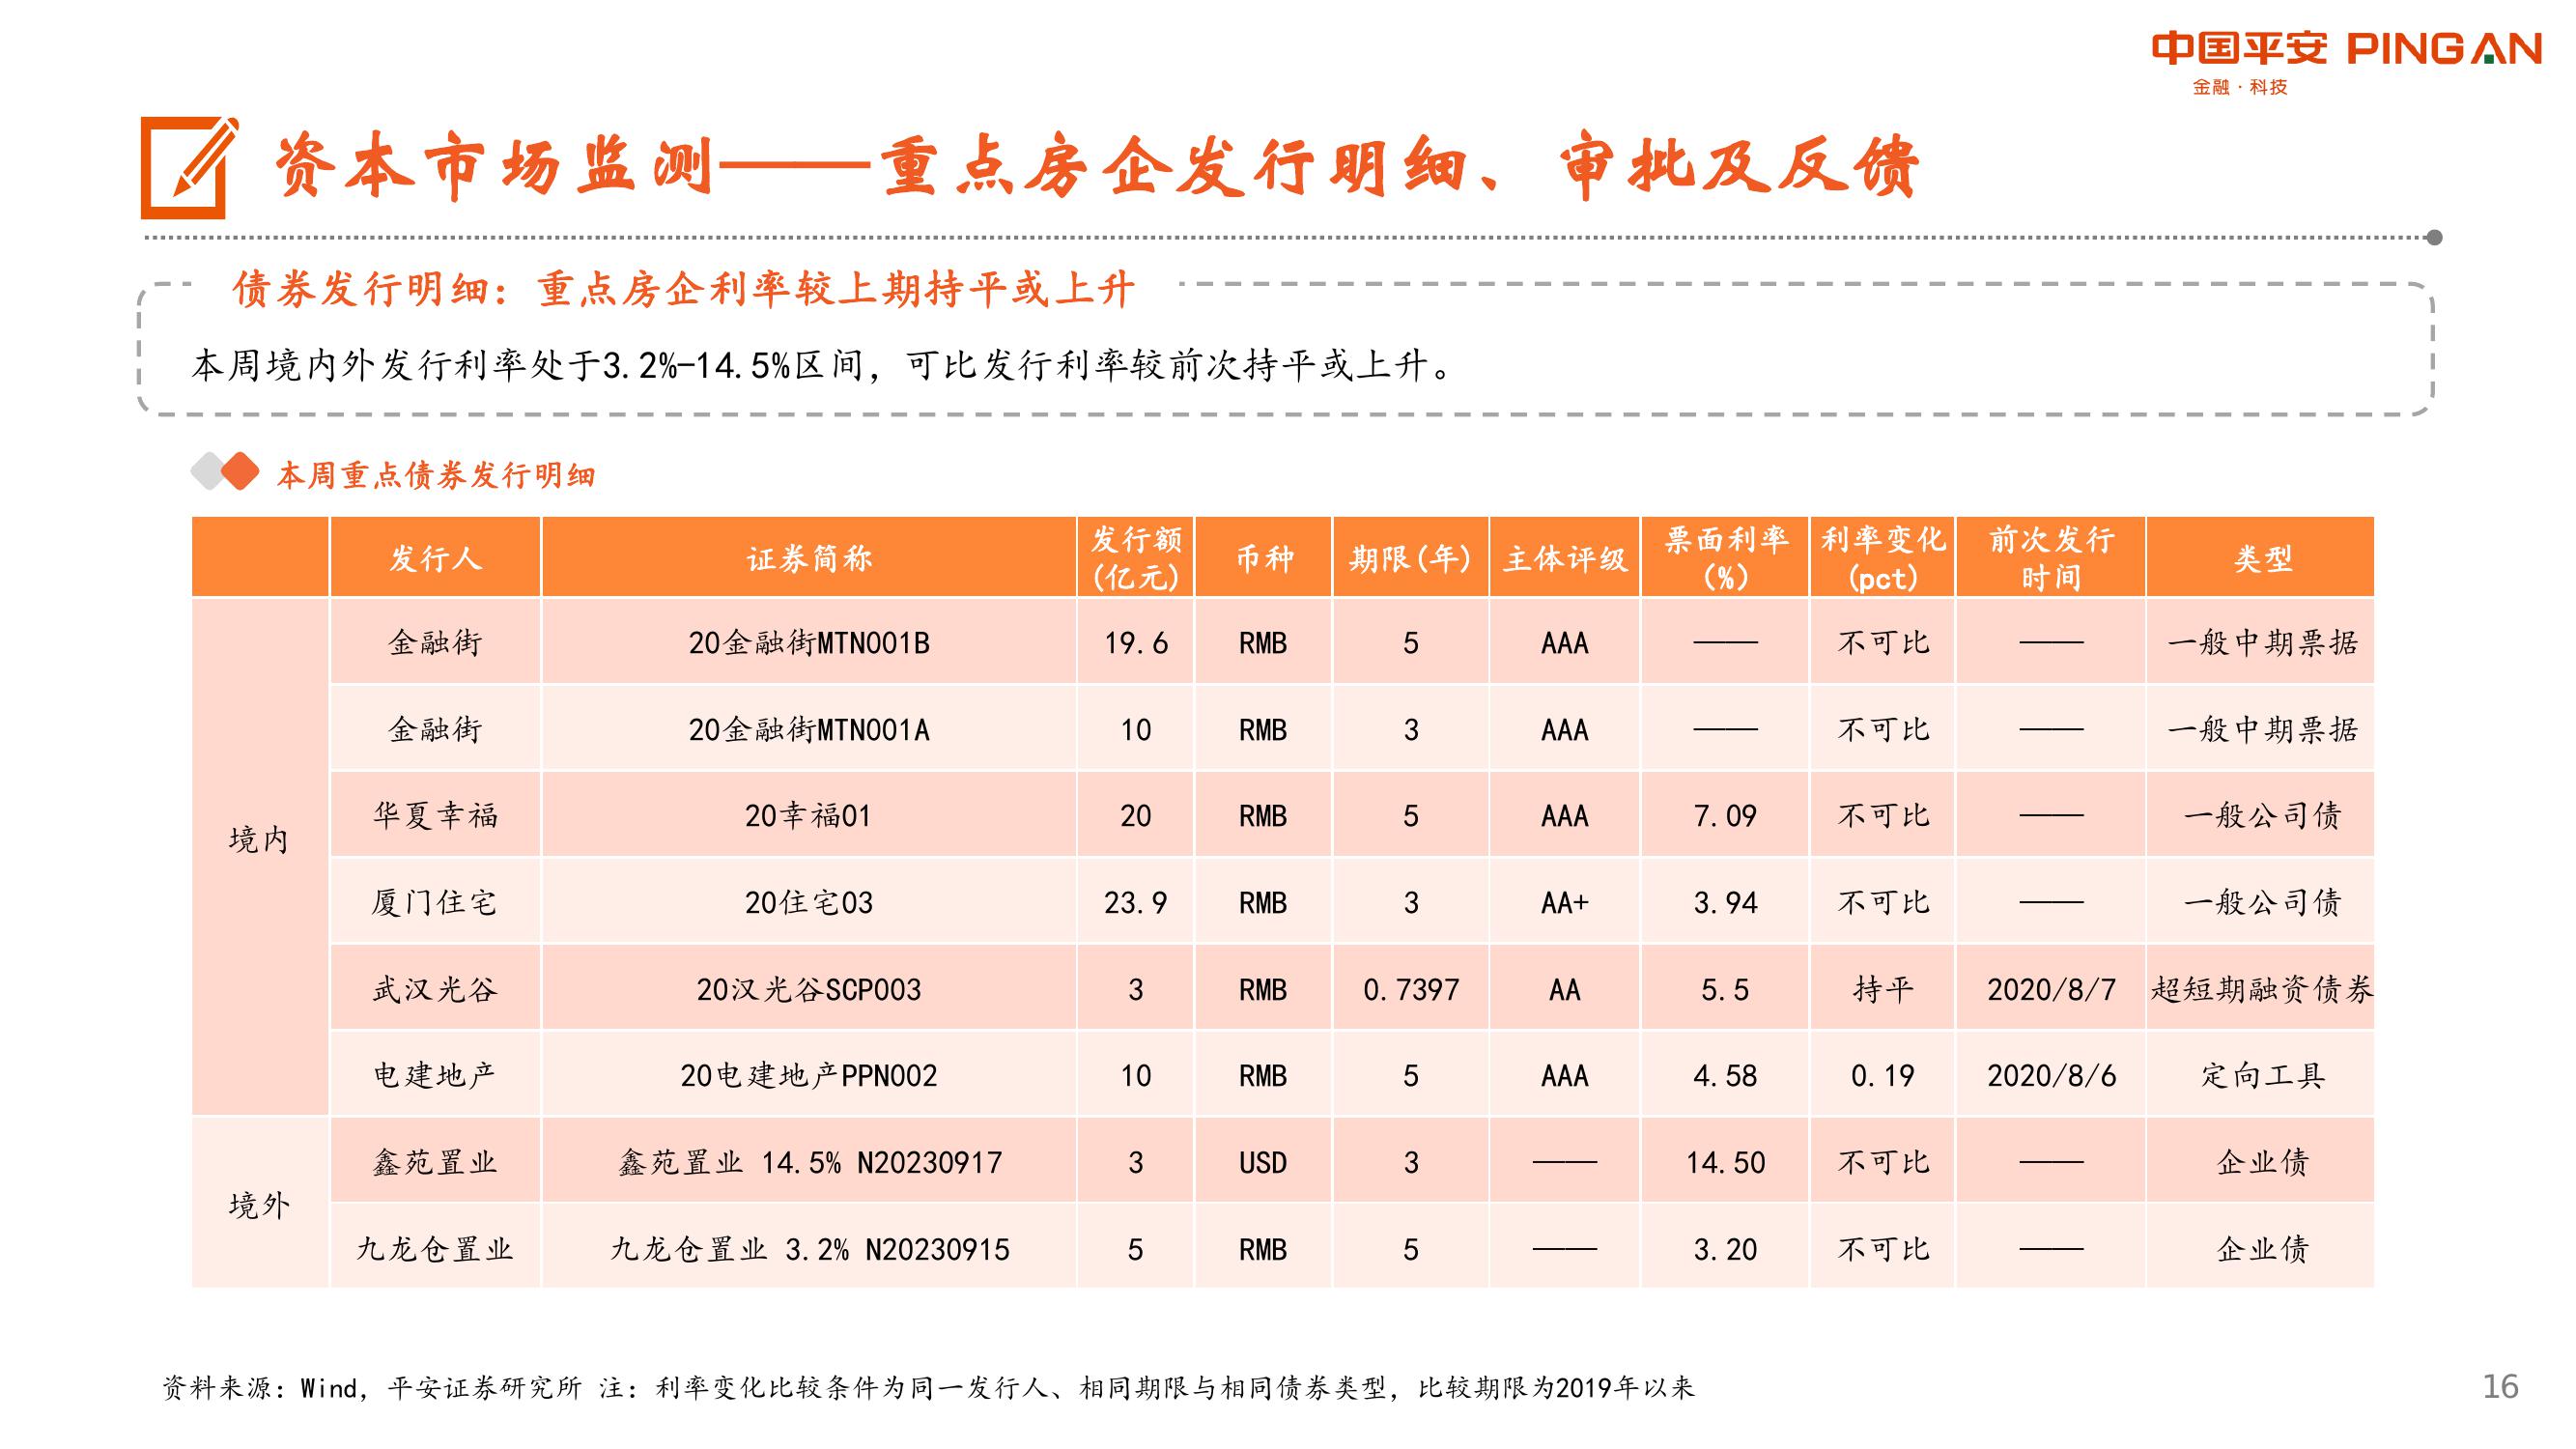 中国平安 PINGAN
金融·科技
资本市场监测——重点房企发行明细、审批及反馈
债券发行明细：重点房企利率较上期持平或上升
本周境内外发行利率处于3.2%-14.5%区间，可比发行利率较前次持平或上升。
本周重点债券发行明细
发行人 证券简称 发行额(亿元) 币种 期限(年) 主体评级 票面利率(%) 利率变化(pct) 前次发行时间 类型
境内
金融街 20金融街MTN001B 19.6 RMB 5 AAA —— 不可比 —— 一般中期票据
金融街 20金融街MTN001A 10 RMB 3 AAA —— 不可比 —— 一般中期票据
华夏幸福 20幸福01 20 RMB 5 AAA 7.09 不可比 —— 一般公司债
厦门住宅 20住宅03 23.9 RMB 3 AA+ 3.94 不可比 —— 一般公司债
武汉光谷 20汉光谷SCP003 3 RMB 0.7397 AA 5.5 持平 2020/8/7 超短期融资债券
电建地产 20电建地产PPN002 10 RMB 5 AAA 4.58 0.19 2020/8/6 定向工具
境外
鑫苑置业 鑫苑置业 14.5% N20230917 3 USD 3 —— 14.50 不可比 —— 企业债
九龙仓置业 九龙仓置业 3.2% N20230915 5 RMB 5 —— 3.20 不可比 —— 企业债
资料来源：Wind，平安证券研究所 注：利率变化比较条件为同一发行人、相同期限与相同债券类型，比较期限为2019年以来
16